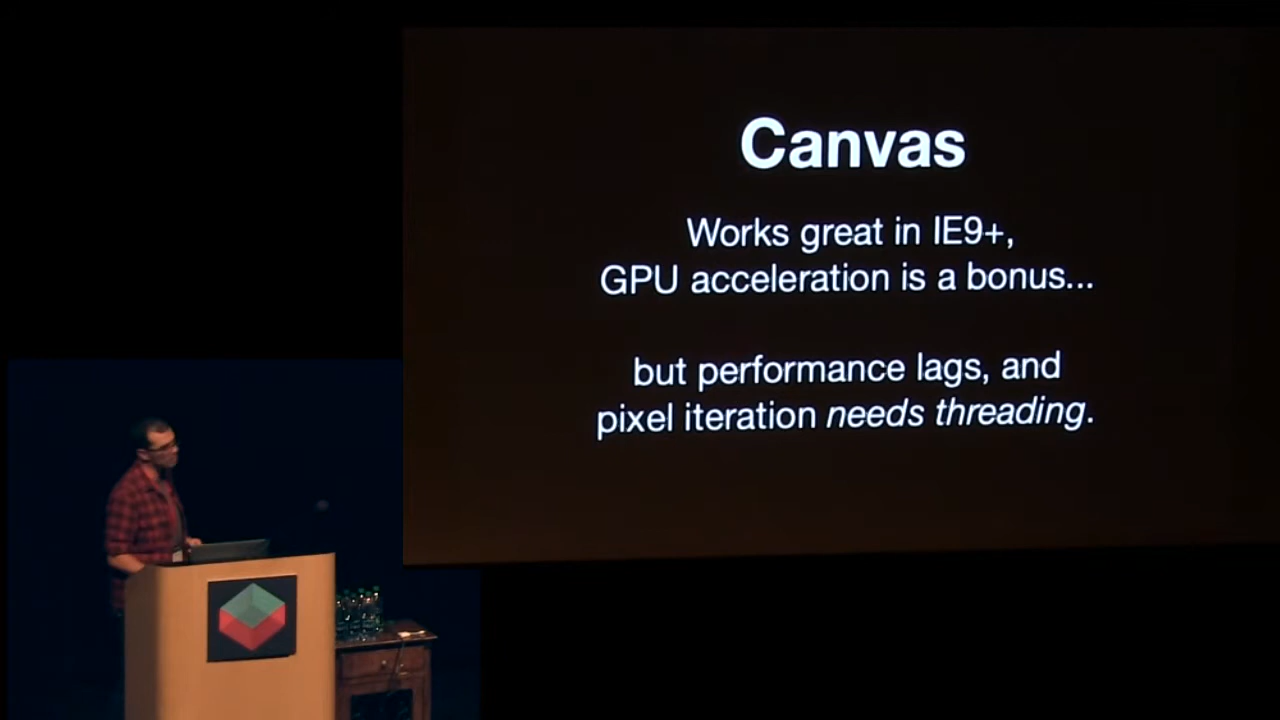 Canvas
Works great in IE9+,
GPU acceleration is a bonus...
but performance lags, and
pixel iteration needs threading.